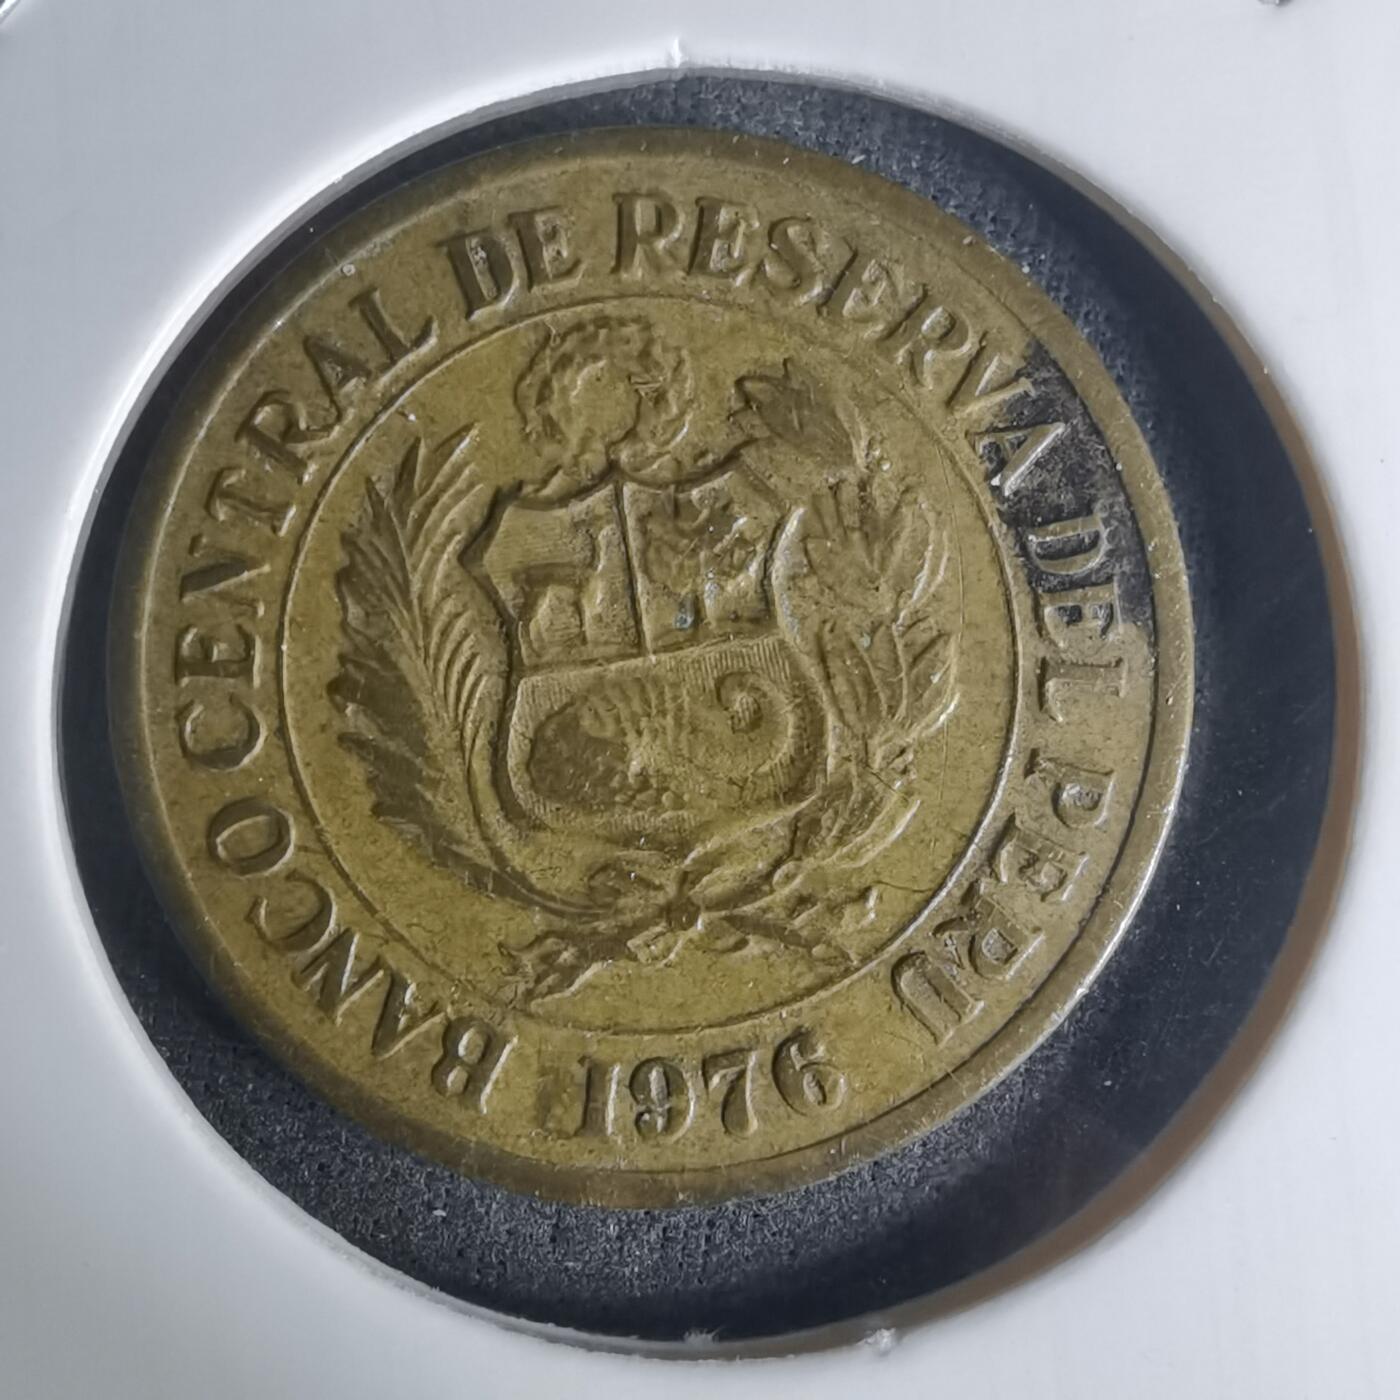 BANCO CENTRAL DE RESERVA DEL PERU
1976